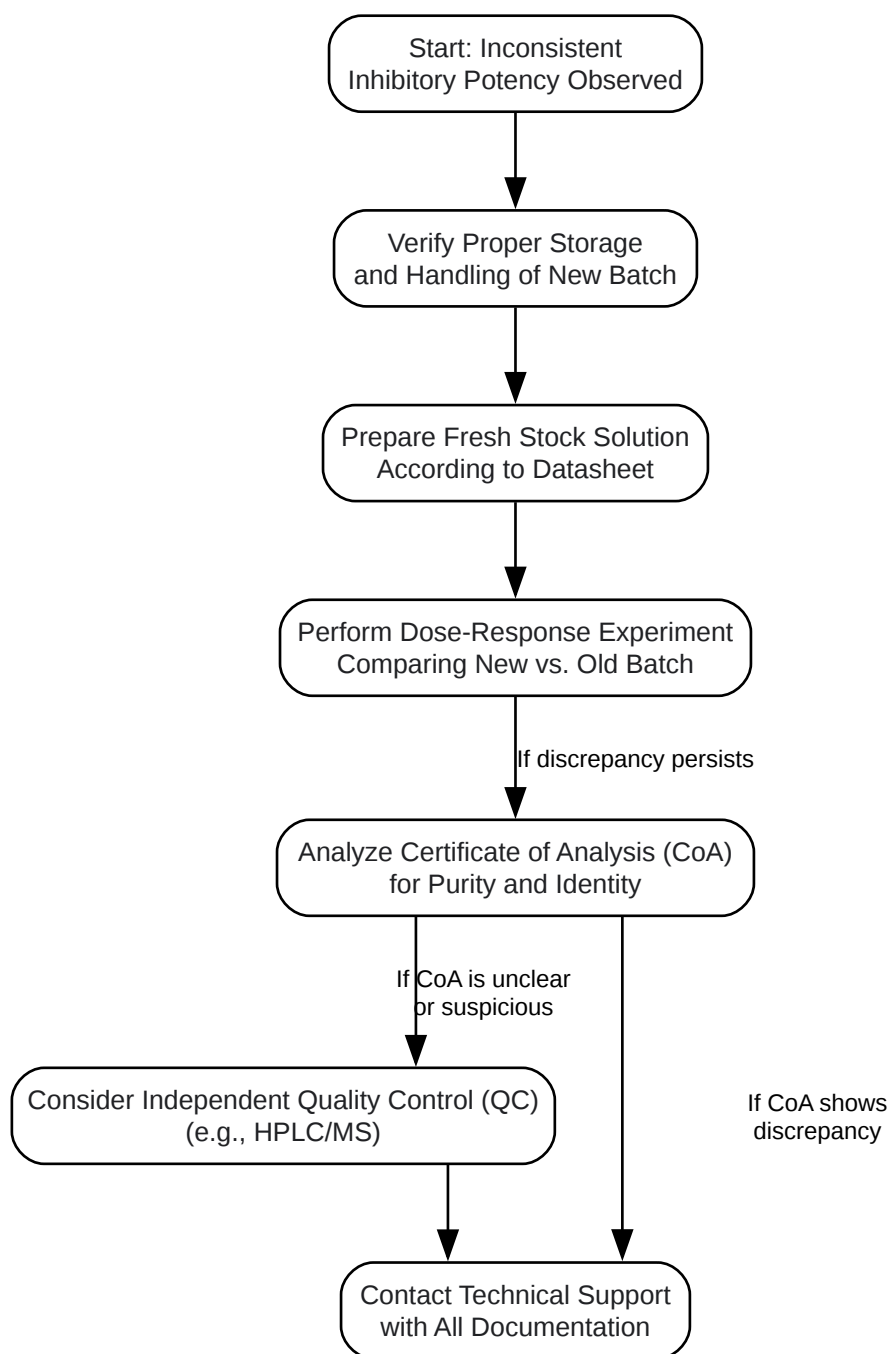 Start: Inconsistent
Inhibitory Potency Observed
Verify Proper Storage
and Handling of New Batch
Prepare Fresh Stock Solution
According to Datasheet
Perform Dose-Response Experiment
Comparing New vs. Old Batch
If discrepancy persists
Analyze Certificate of Analysis (CoA)
for Purity and Identity
If CoA is unclear
or suspicious
Consider Independent Quality Control (QC)
(e.g., HPLC/MS)
If CoA shows
discrepancy
Contact Technical Support
with All Documentation